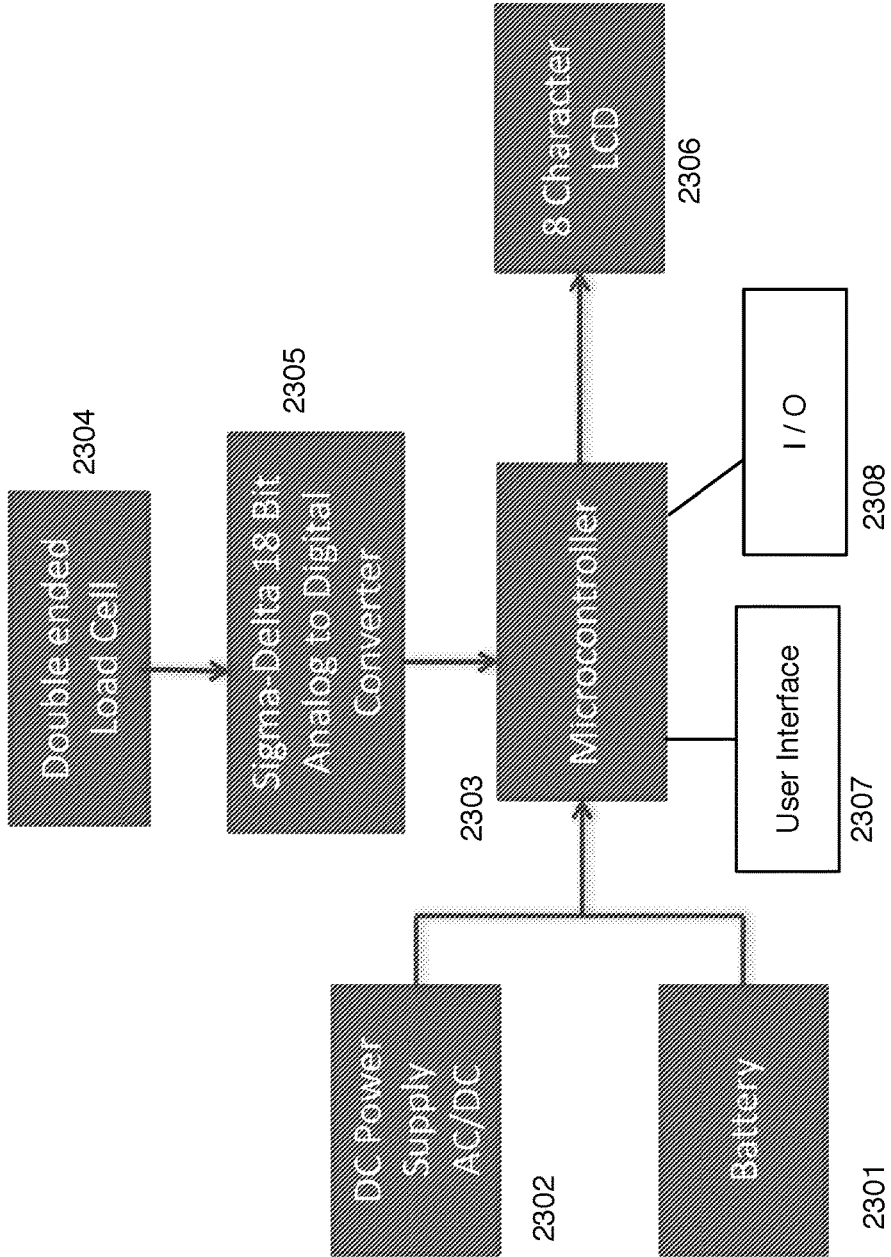 Double ended
Load Cell
2304
Sigma-Delta 18 Bit
Analog to Digital
Converter
2305
DC Power
Supply
AC/DC
2302
2303
Microcontroller
8 Character
LCD
2306
Battery
2301
User Interface
2307
I / O
2308